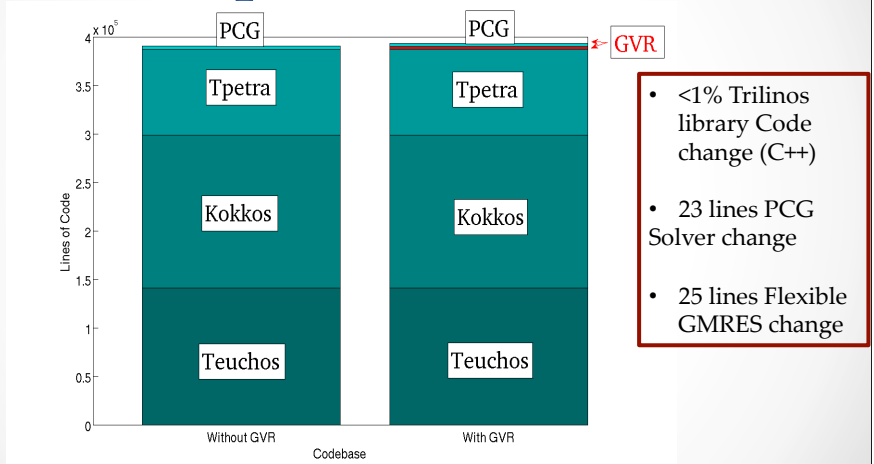 x 10⁵
4
3.5
3
2.5
2
1.5
1
0.5
0
Lines of Code
PCG
Tpetra
Kokkos
Teuchos
Without GVR
PCG
GVR
Tpetra
Kokkos
Teuchos
With GVR
Codebase
• <1% Trilinos
library Code
change (C++)
• 23 lines PCG
Solver change
• 25 lines Flexible
GMRES change